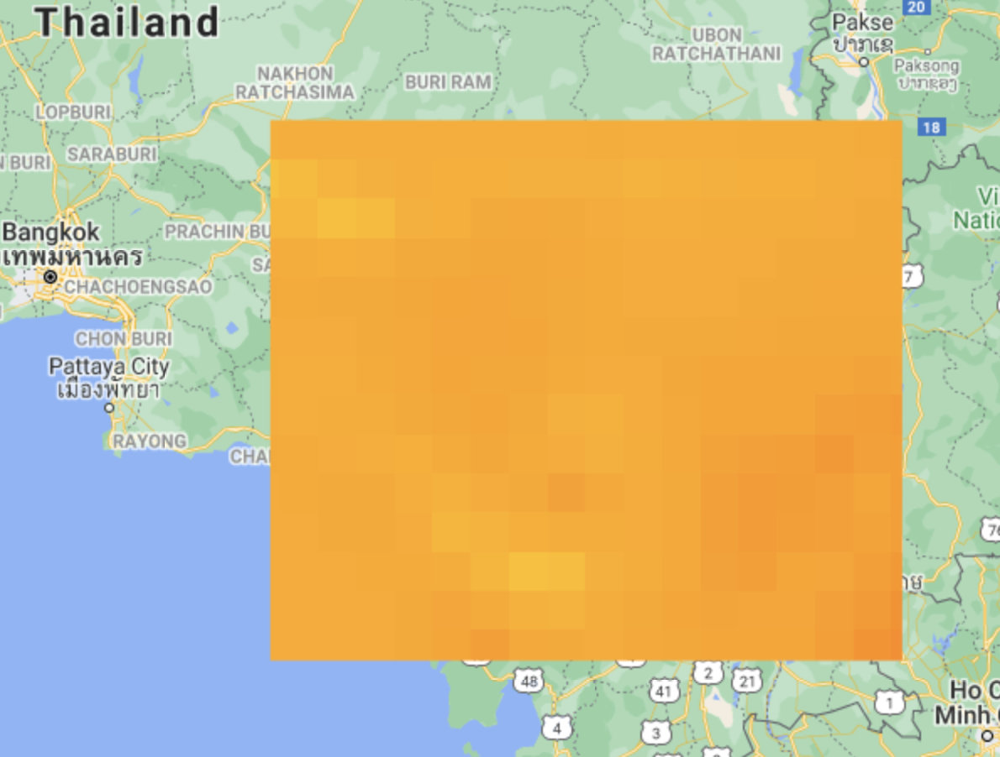 Thailand
20
Pakse
ປາກເຊ
UBON
RATCHATHANI
Paksong
ປາກຊອງ
NAKHON
RATCHASIMA
BURI RAM
LOPBURI
18
SARABURI
N BURI
Vi
Natio
PRACHIN BU
Bangkok
เทพมหานคร
SA
7
CHACHOENGSAO
CHON BURI
Pattaya City
เมืองพัทยา
RAYONG
CHA
76
2
48
21
41
1
Ho C
Minh
4
3